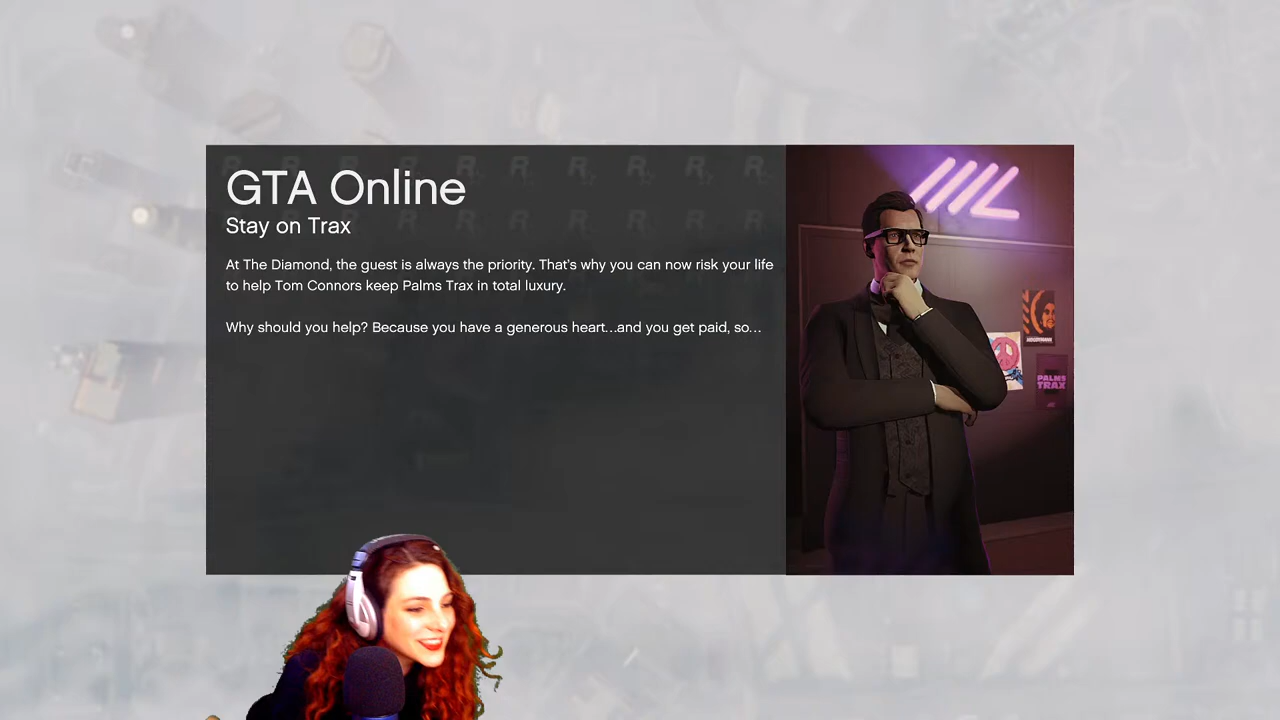 GTA Online
Stay on Trax
At The Diamond, the guest is always the priority. That's why you can now risk your life
to help Tom Connors keep Palms Trax in total luxury.
Why should you help? Because you have a generous heart...and you get paid, so...
PALMS
TRAX